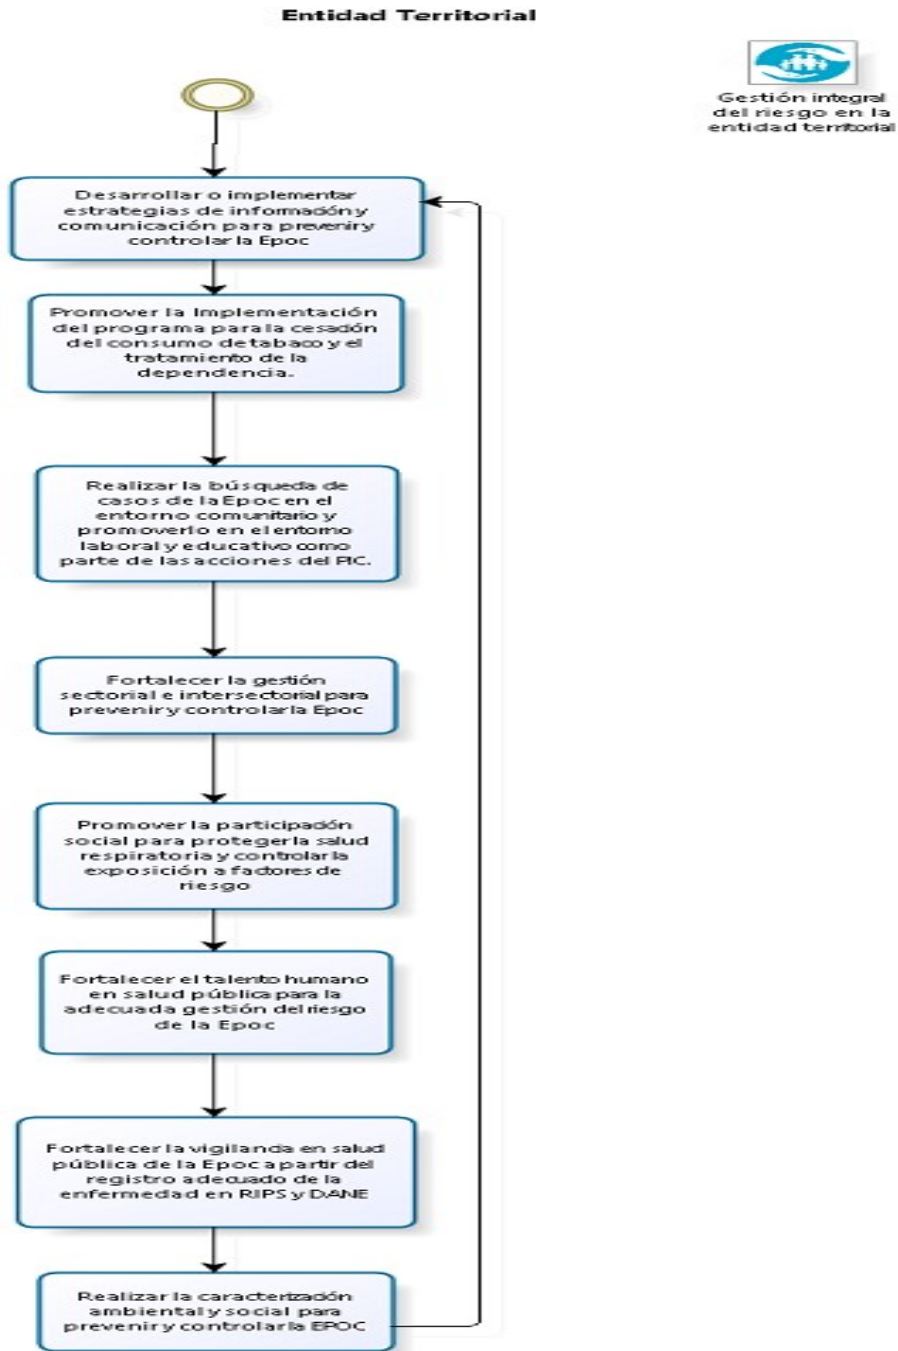 Entidad Territorial
Gestión integral
del riesgo en la
entidad territorial
Desarrollar o implementar
estrategias de información y
comunicación para prevenir y
controlar la Epoc
Promover la Implementación
del programa para la cesación
del consumo de tabaco y el
tratamiento de la
dependencia.
Realizar la búsqueda de
casos de la Epoc en el
entorno comunitario y
promoverlo en el entorno
laboral y educativo como
parte de las acciones del PIC.
Fortalecer la gestión
sectorial e intersectorial para
prevenir y controlar la Epoc
Promover la participación
social para proteger la salud
respiratoria y controlar la
exposición a factores de
riesgo
Fortalecer el talento humano
en salud pública para la
adecuada gestión del riesgo
de la Epoc
Fortalecer la vigilancia en salud
pública de la Epoc a partir del
registro adecuado de la
enfermedad en RIPS y DANE
Realizar la caracterización
ambiental y social para
prevenir y controlar la EPOC